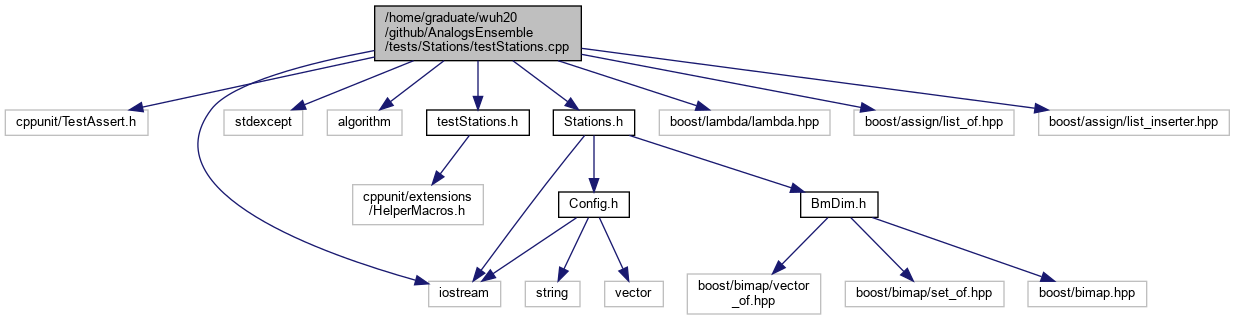 /home/graduate/wuh20
/github/AnalogsEnsemble
/tests/Stations/testStations.cpp
cppunit/TestAssert.h
stdexcept
algorithm
testStations.h
Stations.h
boost/lambda/lambda.hpp
boost/assign/list_of.hpp
boost/assign/list_inserter.hpp
cppunit/extensions
/HelperMacros.h
Config.h
BmDim.h
iostream
string
vector
boost/bimap/vector
_of.hpp
boost/bimap/set_of.hpp
boost/bimap.hpp